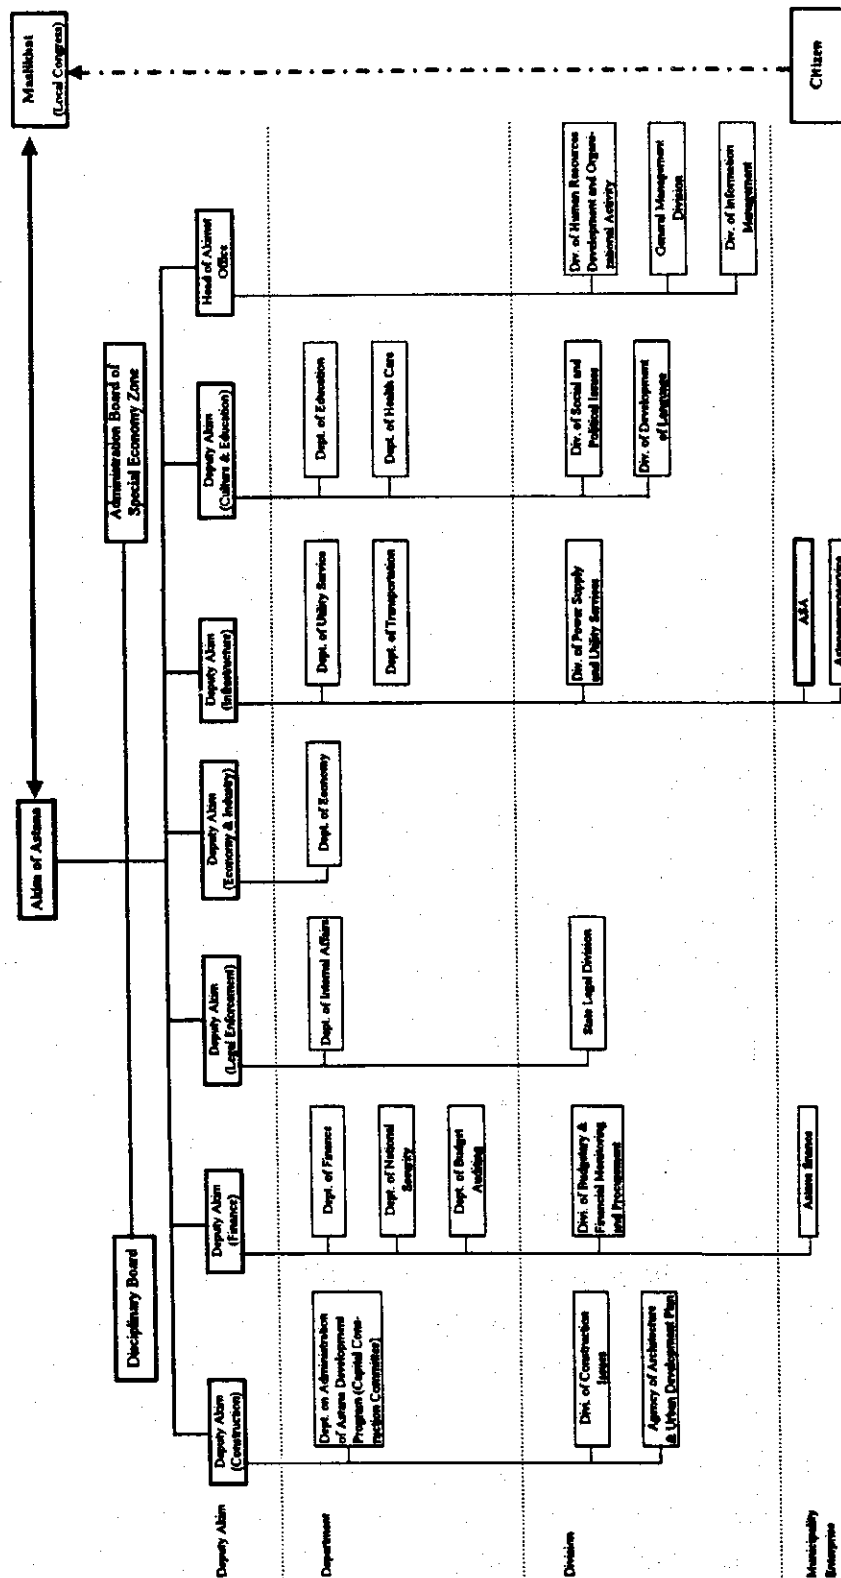 Maslikhat
(Local Congress)
Akim of Astana
Administration Board of
Special Economy Zone
Disciplinary Board
Deputy Akim
Deputy Akim
(Construction)
Deputy Akim
(Finance)
Deputy Akim
(Legal Enforcement)
Deputy Akim
(Economy & Industry)
Deputy Akim
(Infrastructure)
Deputy Akim
(Culture & Education)
Head of Akimat
Office
Department
Dept. on Administration
of Astana Development
Program (Capital Cons-
ruction Committee)
Dept. of Finance
Dept. of National
Security
Dept. of Budget
Auditing
Dept. of Internal Affairs
Dept. of Economy
Dept. of Utility Service
Dept. of Transportation
Dept. of Education
Dept. of Health Care
Division
Divi. of Construction
Issues
Agency of Architecture
& Urban Development Plan
Divi. of Budgetary &
Financial Monitoring
and Procurement
State Legal Division
Div. of Power Supply
and Utility Services
Div. of Social and
Political Issues
Div. of Development
of Language
Div. of Human Resources
Development and Organi-
zational Activity
General Management
Division
Div. of Information
Management
Municipality
Enterprise
Astana finance
ASA
Citizen